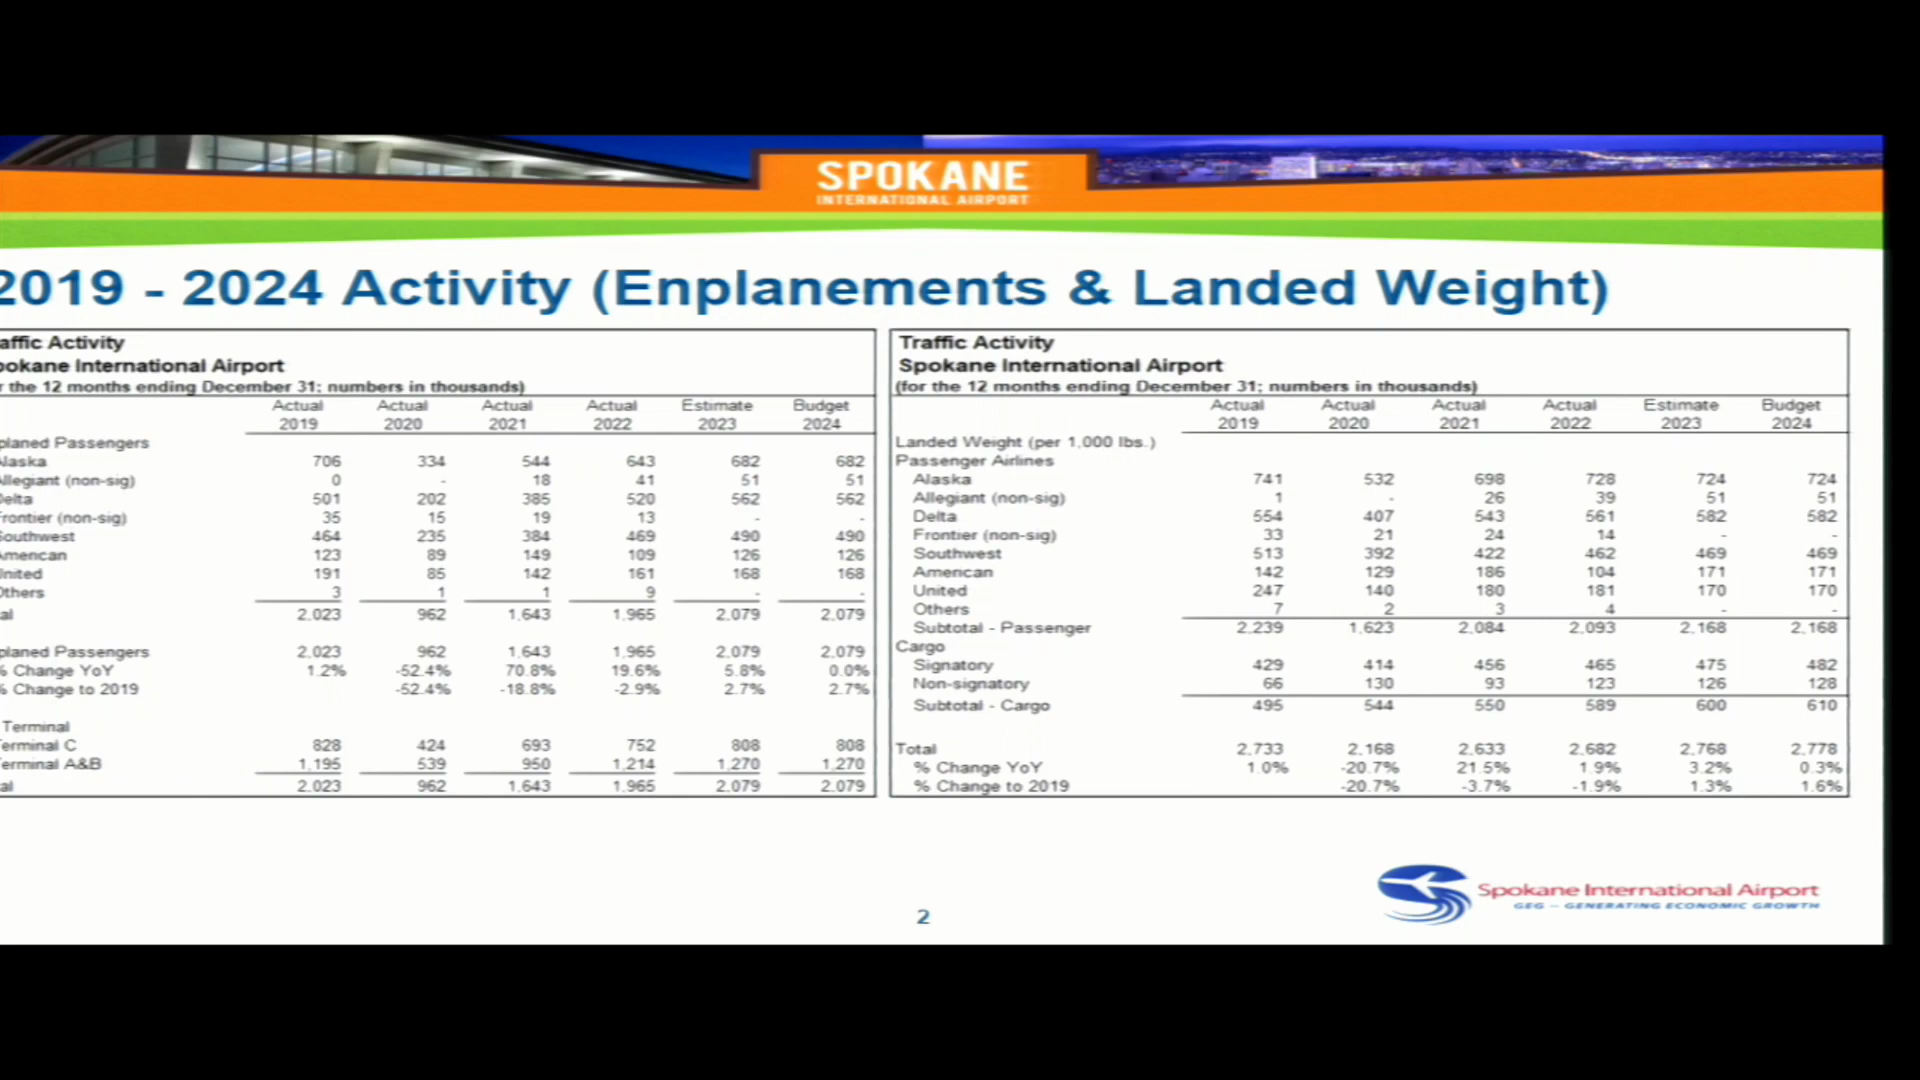 SPOKANE
INTERNATIONAL AIRPORT
2019 - 2024 Activity (Enplanements & Landed Weight)
affic Activity
pokane International Airport
r the 12 months ending December 31; numbers in thousands)
Actual Actual Actual Actual Estimate Budget
2019 2020 2021 2022 2023 2024
planed Passengers
Alaska 706 334 544 643 682 682
Allegiant (non-sig) 0 - 18 41 51 51
Delta 501 202 385 520 562 562
Frontier (non-sig) 35 15 19 13 - -
Southwest 464 235 384 469 490 490
American 123 89 149 109 126 126
United 191 85 142 161 168 168
Others 3 1 1 9 - -
al 2,023 962 1,643 1,965 2,079 2,079
planed Passengers 2,023 962 1,643 1,965 2,079 2,079
% Change YoY 1.2% -52.4% 70.8% 19.6% 5.8% 0.0%
% Change to 2019 -52.4% -18.8% -2.9% 2.7% 2.7%
Terminal
Terminal C 828 424 693 752 808 808
Terminal A&B 1,195 539 950 1,214 1,270 1,270
al 2,023 962 1,643 1,965 2,079 2,079
Traffic Activity
Spokane International Airport
(for the 12 months ending December 31; numbers in thousands)
Actual Actual Actual Actual Estimate Budget
2019 2020 2021 2022 2023 2024
Landed Weight (per 1,000 lbs.)
Passenger Airlines
Alaska 741 532 698 728 724 724
Allegiant (non-sig) 1 - 26 39 51 51
Delta 554 407 543 561 582 582
Frontier (non-sig) 33 21 24 14 - -
Southwest 513 392 422 462 469 469
American 142 129 186 104 171 171
United 247 140 180 181 170 170
Others 7 2 3 4 - -
Subtotal - Passenger 2,239 1,623 2,084 2,093 2,168 2,168
Cargo
Signatory 429 414 456 465 475 482
Non-signatory 66 130 93 123 126 128
Subtotal - Cargo 495 544 550 589 600 610
Total 2,733 2,168 2,633 2,682 2,768 2,778
% Change YoY 1.0% -20.7% 21.5% 1.9% 3.2% 0.3%
% Change to 2019 -20.7% -3.7% -1.9% 1.3% 1.6%
Spokane International Airport
GEG -- GENERATING ECONOMIC GROWTH
2